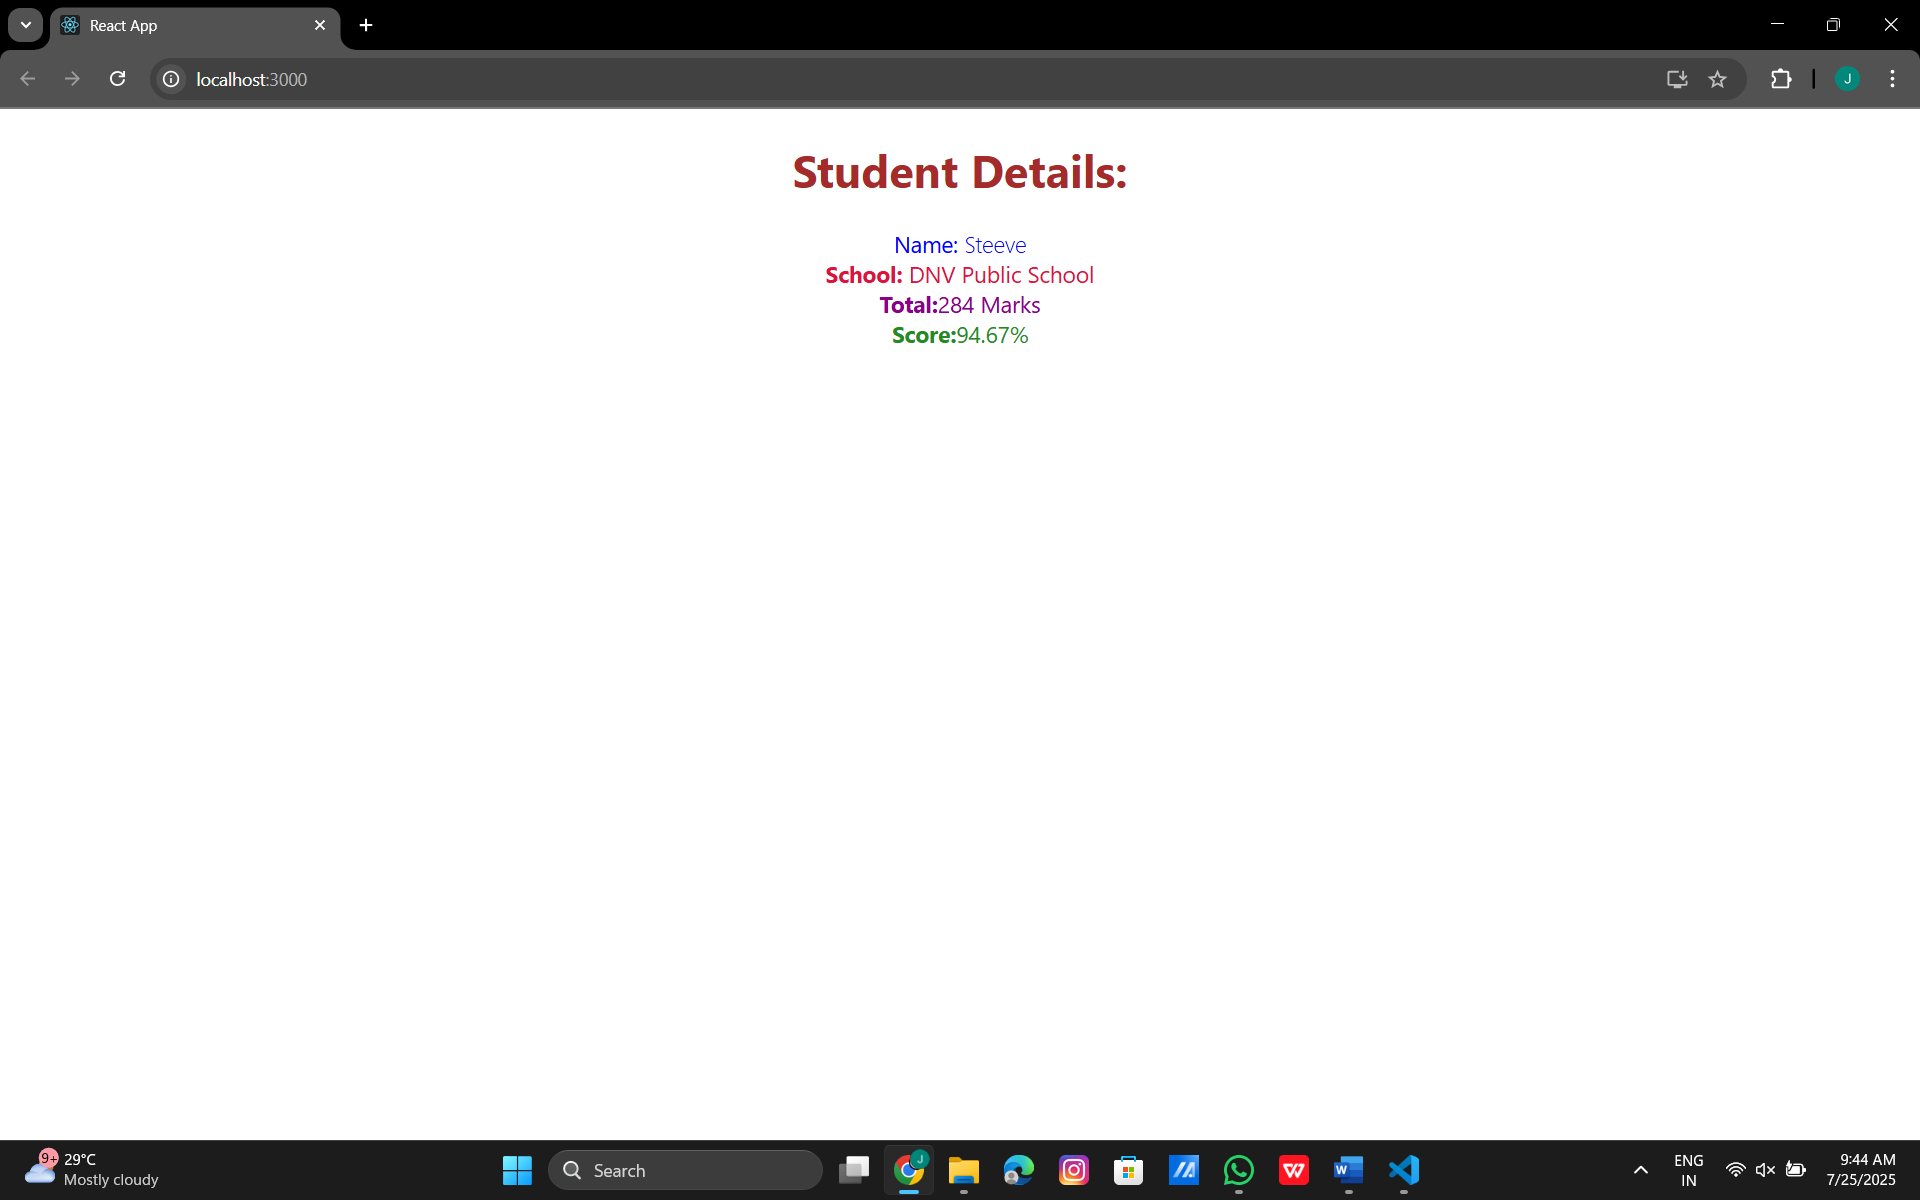 React App
localhost:3000
J
Student Details:
Name: Steeve
School: DNV Public School
Total:284 Marks
Score:94.67%
9+
29°C
Mostly cloudy
Search
J
W
ENG
IN
9:44 AM
7/25/2025